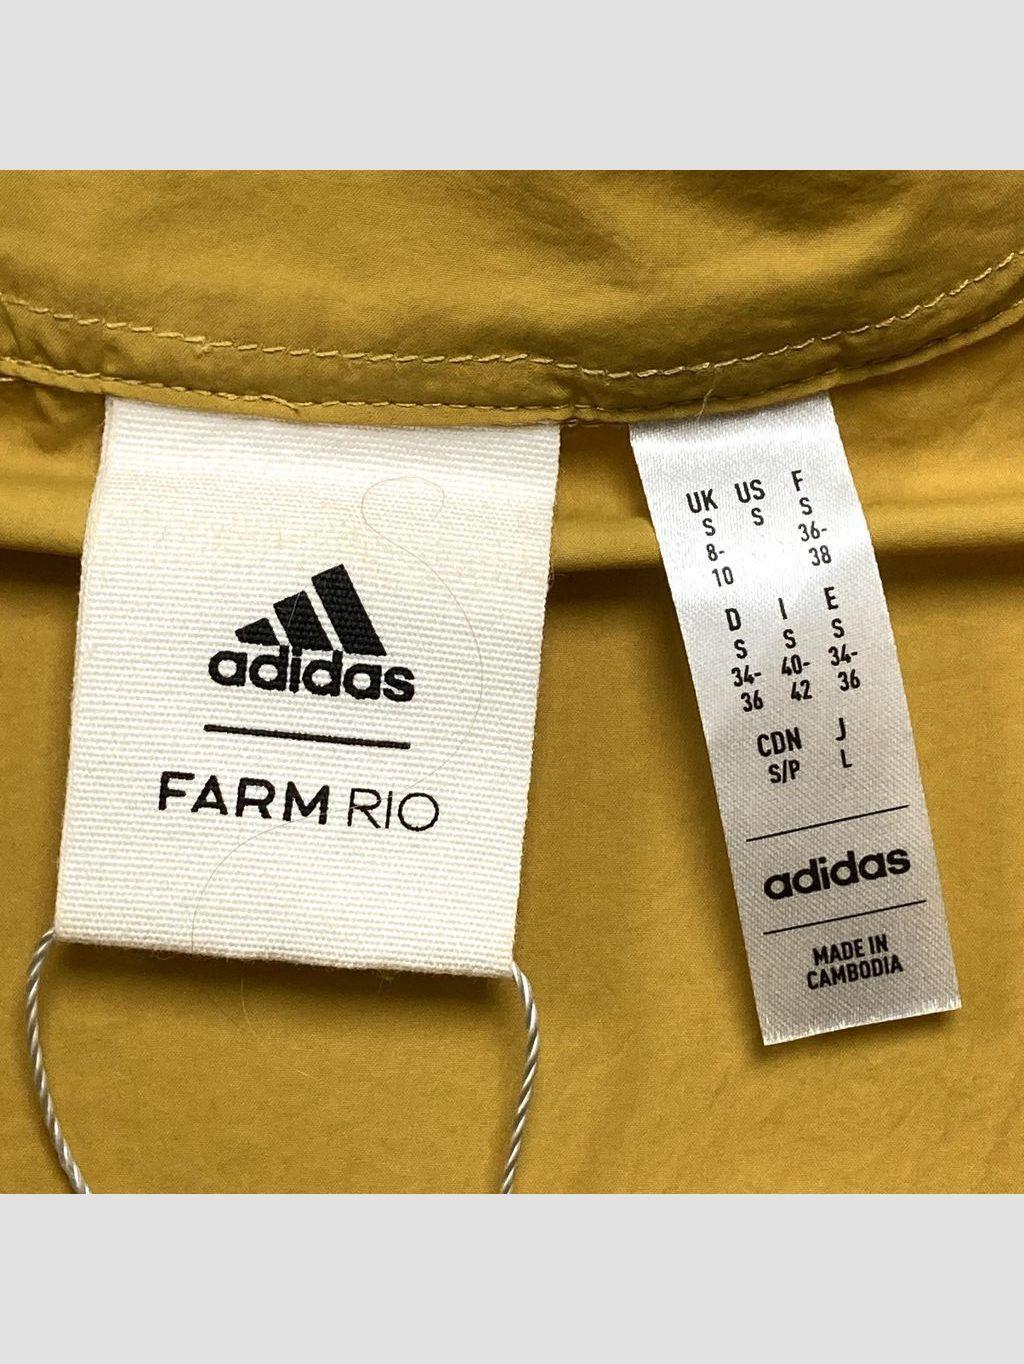 adidas
FARM RIO
UK US F
S S S
8- 36-
10 38
D I E
S S S
34- 40- 34-
36 42 36
CDN J
S/P L
adidas
MADE IN
CAMBODIA